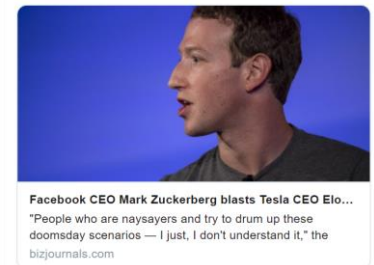 Facebook CEO Mark Zuckerberg blasts Tesla CEO Elo...
"People who are naysayers and try to drum up these
doomsday scenarios — I just, I don't understand it," the
bizjournals.com